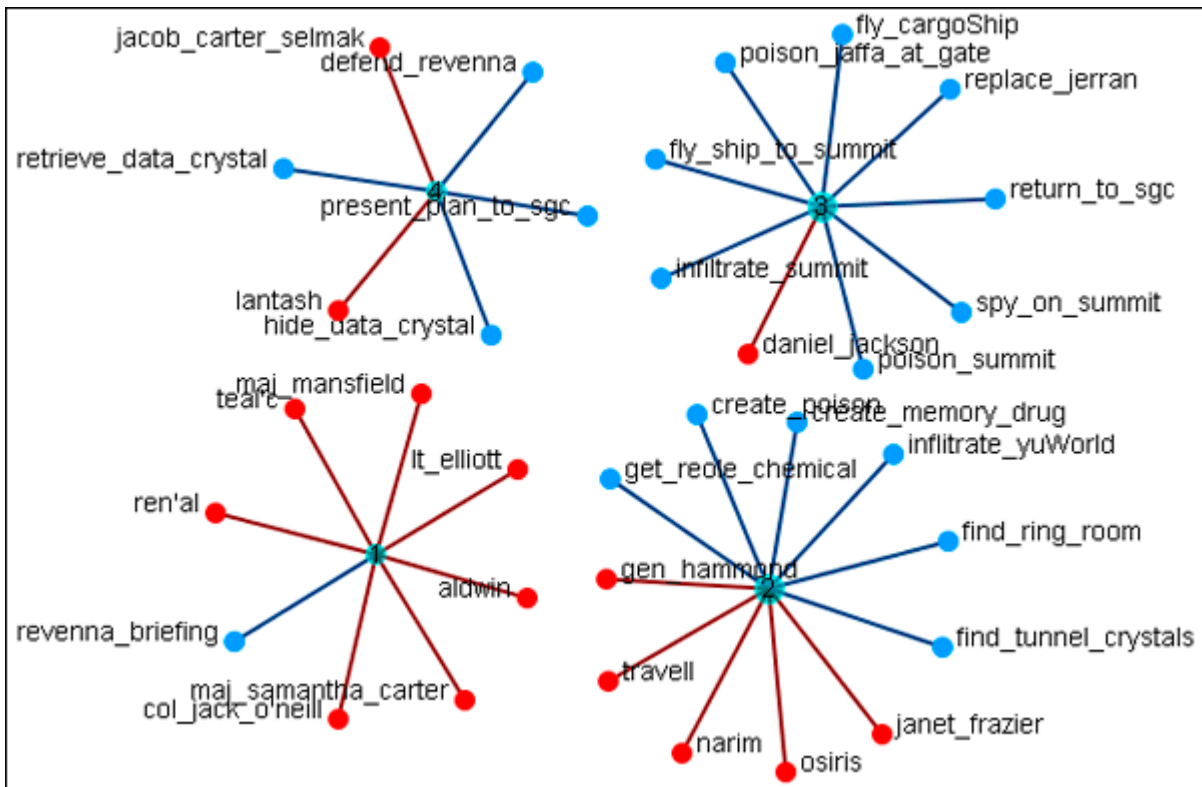 jacob_carter_selmak
defend_revenna
retrieve_data_crystal
4
present_plan_to_sgc
lantash
hide_data_crystal
fly_cargoShip
poison_jaffa_at_gate
replace_jerran
fly_ship_to_summit
return_to_sgc
3
infiltrate_summit
spy_on_summit
daniel_jackson
poison_summit
maj_mansfield
teal'c
lt_elliott
ren'al
1
aldwin
revenna_briefing
maj_samantha_carter
col_jack_o'neill
create_poison
create_memory_drug
inflitrate_yuWorld
get_reole_chemical
find_ring_room
gen_hammond
2
find_tunnel_crystals
travell
janet_frazier
narim
osiris